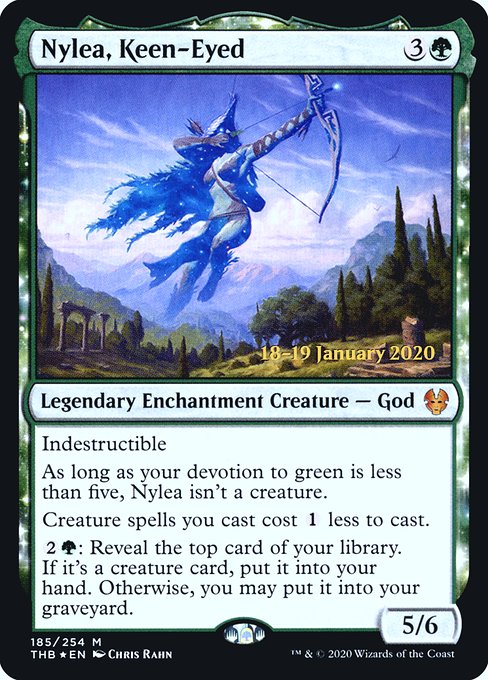 Nylea, Keen-Eyed 3
18-19 January 2020
Legendary Enchantment Creature — God
Indestructible
As long as your devotion to green is less
than five, Nylea isn't a creature.
Creature spells you cast cost 1 less to cast.
2 : Reveal the top card of your library.
If it's a creature card, put it into your
hand. Otherwise, you may put it into your
graveyard.
5/6
185/254 M
THB ★ EN Chris Rahn
™ & © 2020 Wizards of the Coast